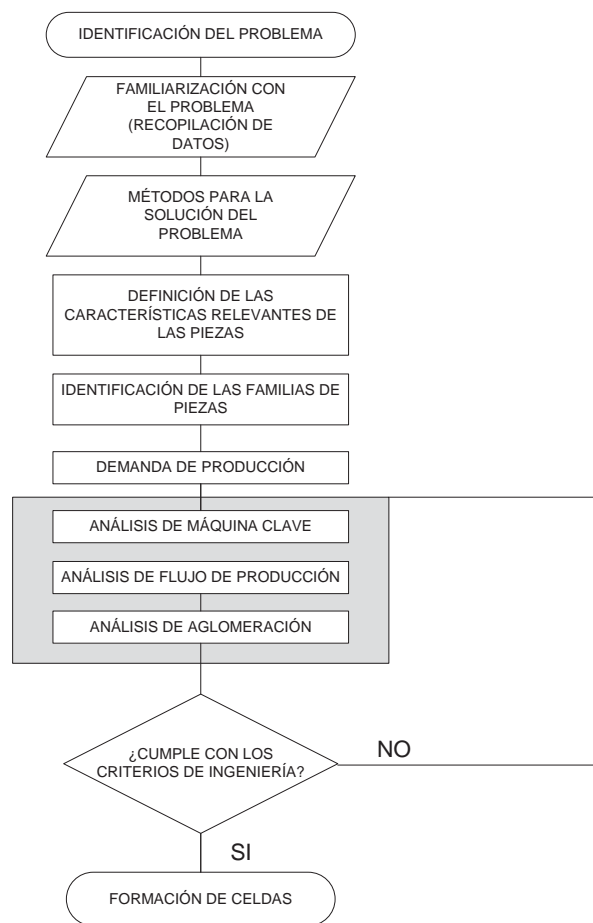 IDENTIFICACIÓN DEL PROBLEMA
FAMILIARIZACIÓN CON
EL PROBLEMA
(RECOPILACIÓN DE
DATOS)
MÉTODOS PARA LA
SOLUCIÓN DEL
PROBLEMA
DEFINICIÓN DE LAS
CARACTERÍSTICAS RELEVANTES DE
LAS PIEZAS
IDENTIFICACIÓN DE LAS FAMILIAS DE
PIEZAS
DEMANDA DE PRODUCCIÓN
ANÁLISIS DE MÁQUINA CLAVE
ANÁLISIS DE FLUJO DE PRODUCCIÓN
ANÁLISIS DE AGLOMERACIÓN
¿CUMPLE CON LOS
CRITERIOS DE INGENIERÍA?
NO
SI
FORMACIÓN DE CELDAS